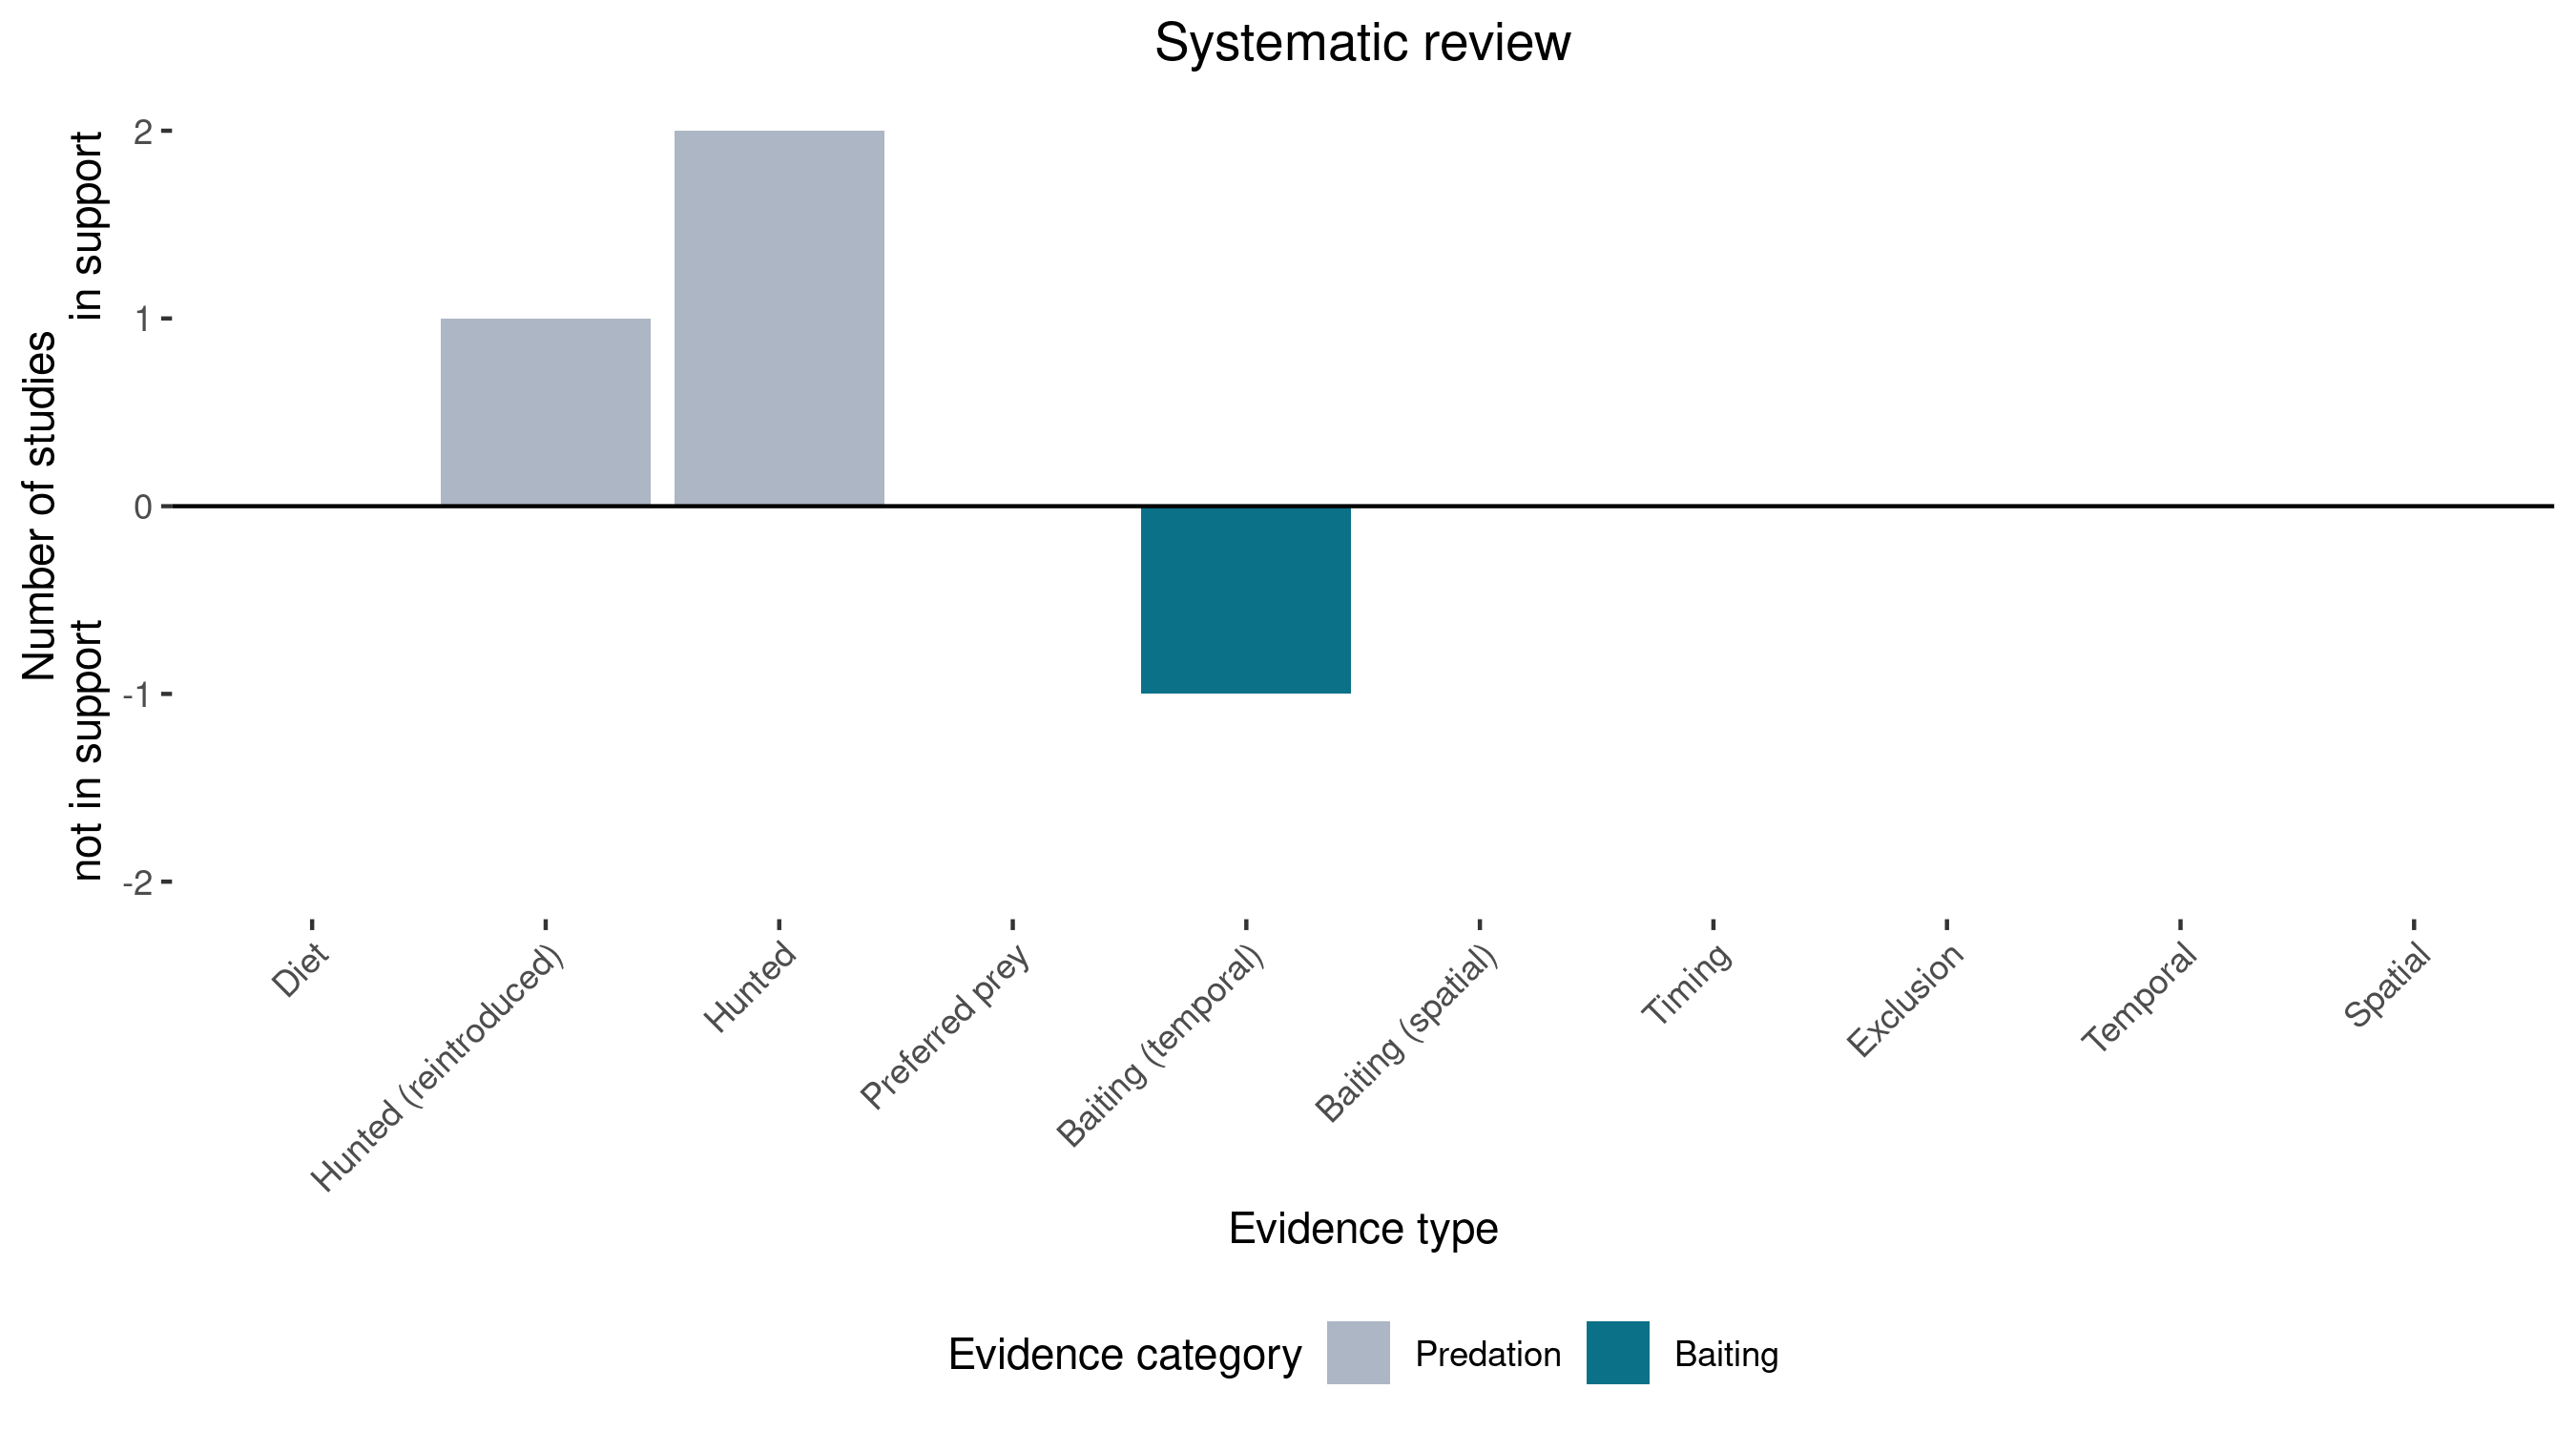 Systematic review
Number of studies
in support
not in support
2
1
0
-1
-2
Diet
Hunted (reintroduced)
Hunted
Preferred prey
Baiting (temporal)
Baiting (spatial)
Timing
Exclusion
Temporal
Spatial
Evidence type
Evidence category
Predation
Baiting